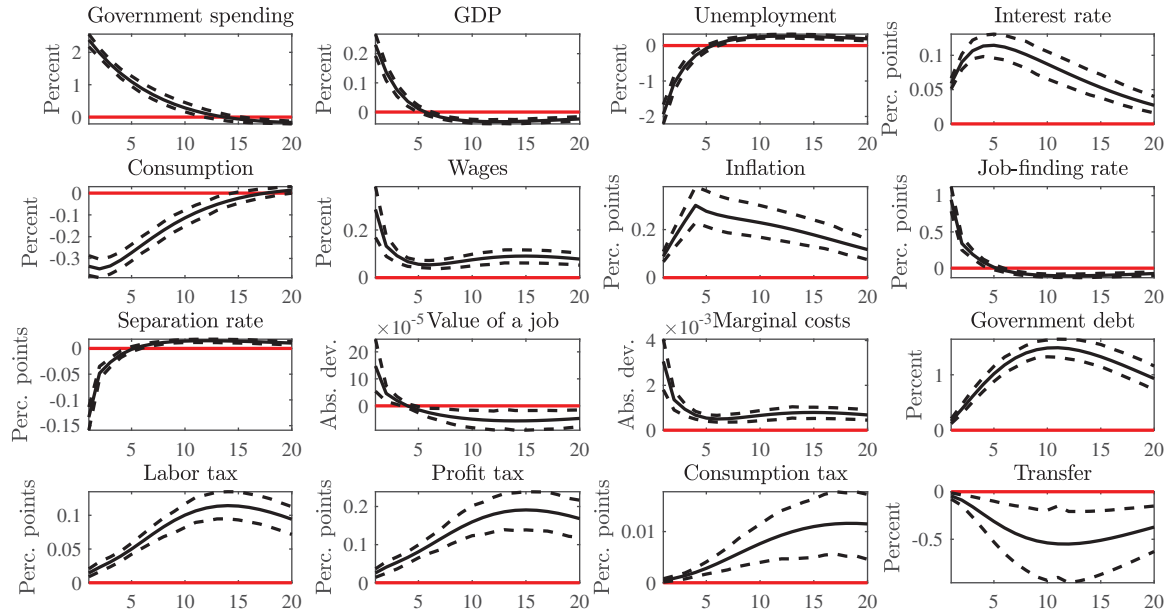 Government spending
GDP
Unemployment
Interest rate
Percent
2
1
0
5 10 15 20
Percent
0.2
0.1
0
5 10 15 20
Percent
0
-1
-2
5 10 15 20
Perc. points
0.1
0.05
0
5 10 15 20
Consumption
Wages
Inflation
Job-finding rate
Percent
0
-0.1
-0.2
-0.3
5 10 15 20
Percent
0.2
0
5 10 15 20
Perc. points
0.2
0
5 10 15 20
Perc. points
1
0.5
0
5 10 15 20
Separation rate
×10⁻⁵ Value of a job
×10⁻³ Marginal costs
Government debt
Perc. points
0
-0.05
-0.1
-0.15
5 10 15 20
Abs. dev.
20
10
0
5 10 15 20
Abs. dev.
4
2
0
5 10 15 20
Percent
1
0
5 10 15 20
Labor tax
Profit tax
Consumption tax
Transfer
Perc. points
0.1
0.05
0
5 10 15 20
Perc. points
0.2
0.1
0
5 10 15 20
Perc. points
0.01
0
5 10 15 20
Percent
0
-0.5
5 10 15 20